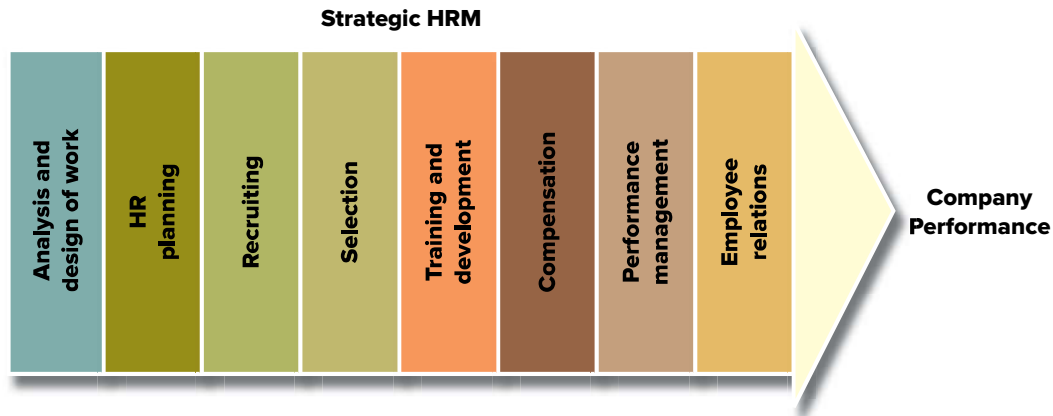 Strategic HRM
Analysis and
design of work
HR
planning
Recruiting
Selection
Training and
development
Compensation
Performance
management
Employee
relations
Company
Performance